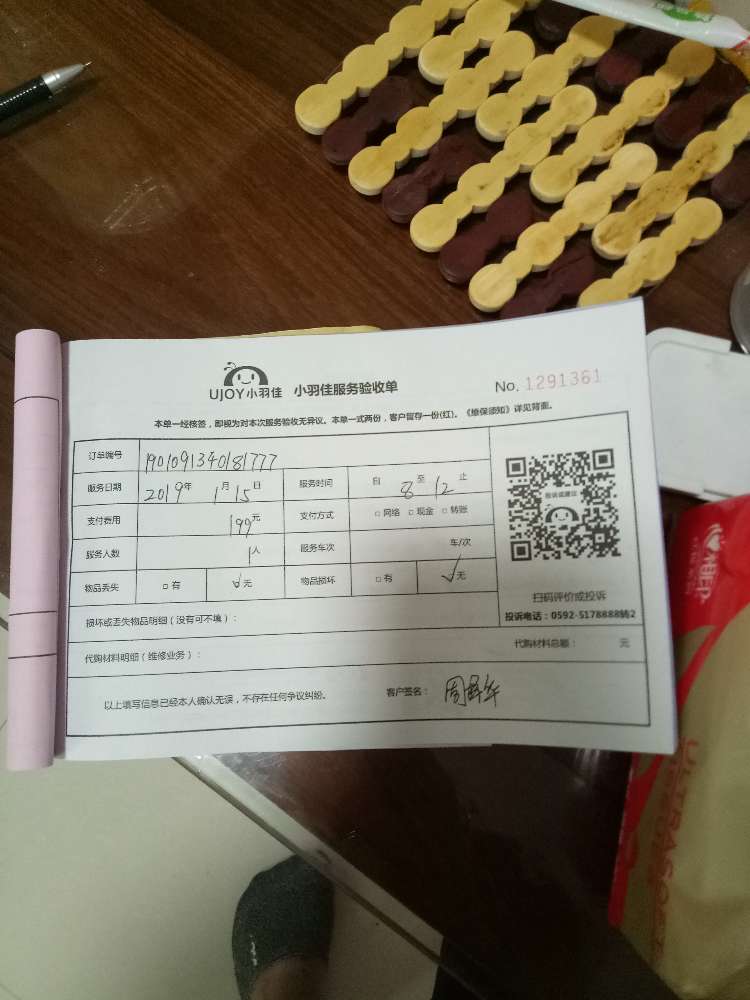 UJOY小羽佳 小羽佳服务验收单 No. 1291361
本单一经核签，即视为对本次服务验收无异议。本单一式两份，客户留存一份(红)。《维保须知》详见背面。
订单编号 1901091340181777
服务日期 2019年 1月 15日 服务时间 自 8 至 12 止
支付费用 199元 支付方式 □ 网络 □ 现金 □ 转账
服务人数 1人 服务车次 车/次
物品丢失 □ 有 ☑ 无 物品损坏 □ 有 ☑ 无
投诉或建议
扫码评价或投诉
投诉电话：0592-5178888转2
损坏或丢失物品明细（没有可不填）：
代购材料明细（维修业务）： 代购材料总额： 元
以上填写信息已经本人确认无误，不存在任何争议纠纷。 客户签名： 周
ULTRA